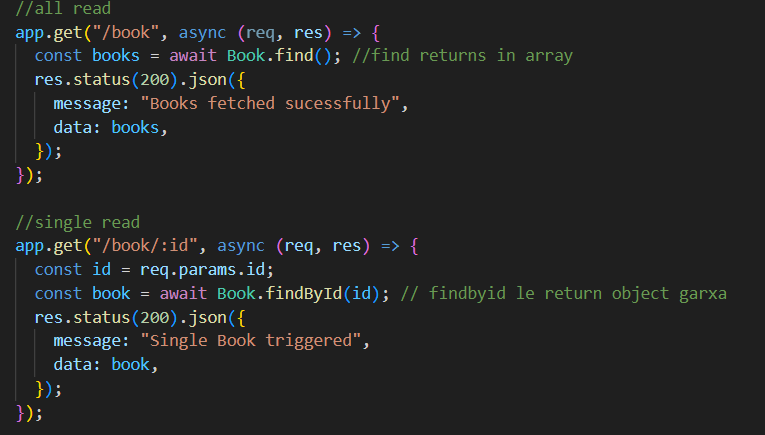 //all read
app.get("/book", async (req, res) => {
  const books = await Book.find(); //find returns in array
  res.status(200).json({
    message: "Books fetched sucessfully",
    data: books,
  });
});

//single read
app.get("/book/:id", async (req, res) => {
  const id = req.params.id;
  const book = await Book.findById(id); // findbyid le return object garxa
  res.status(200).json({
    message: "Single Book triggered",
    data: book,
  });
});